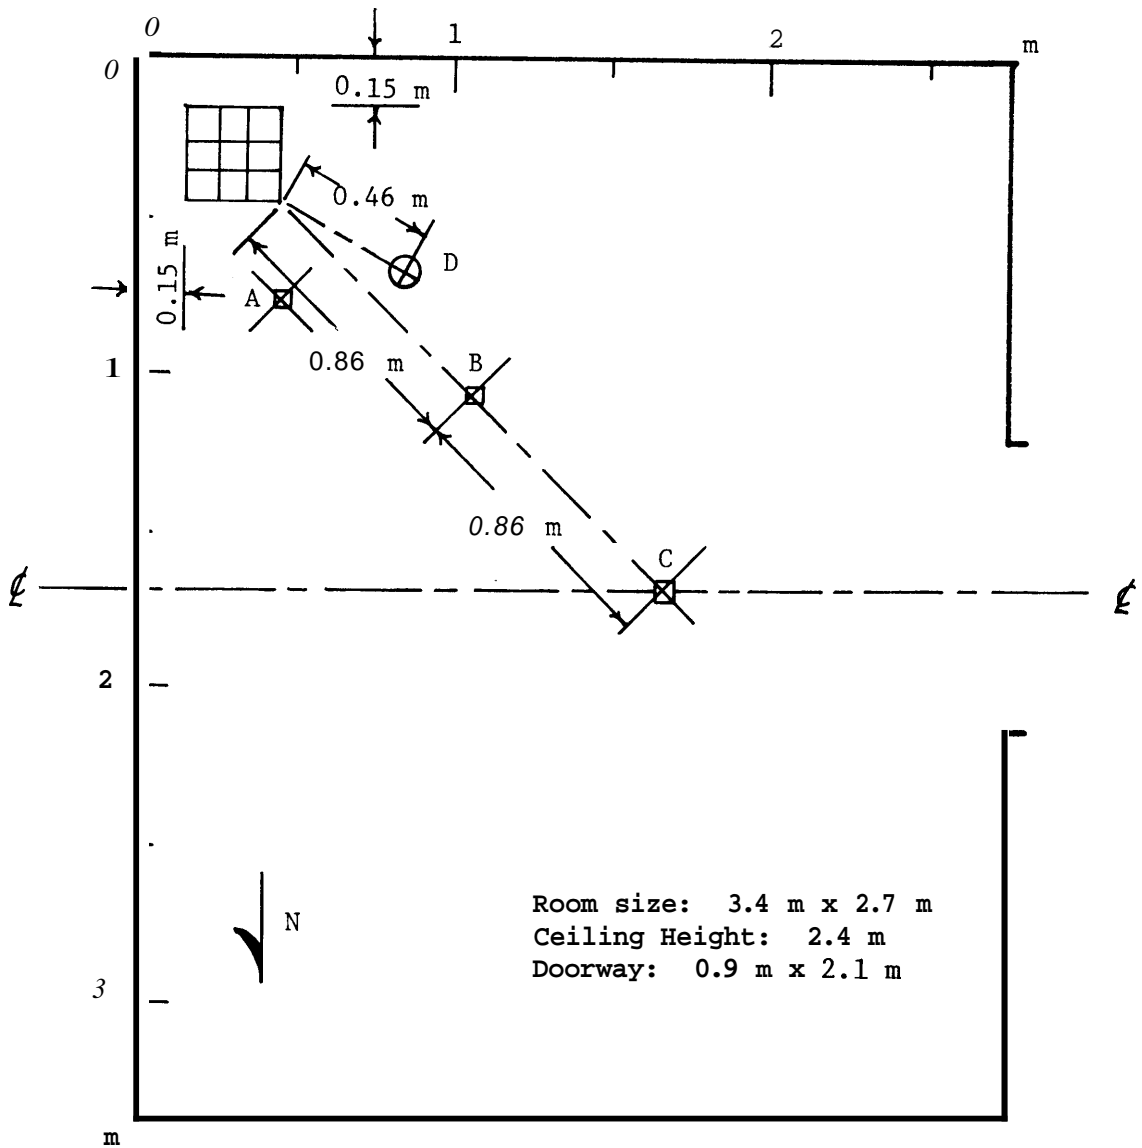 0
1
2
m
0
0.15 m
0.46 m
D
0.15 m
A
0.86 m
B
1
0.86 m
C
℄
℄
2
N
Room size: 3.4 m x 2.7 m
Ceiling Height: 2.4 m
Doorway: 0.9 m x 2.1 m
3
m